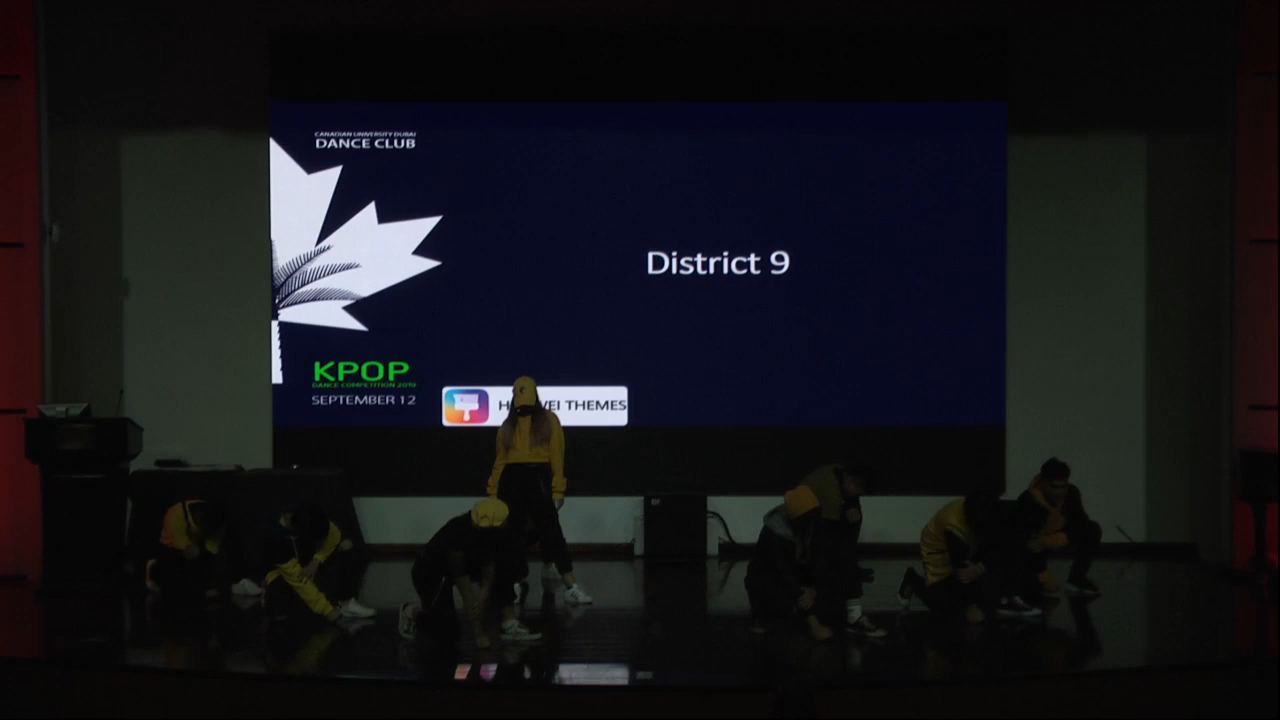 CANADIAN UNIVERSITY DUBAI
DANCE CLUB
District 9
KPOP
DANCE COMPETITION 2019
SEPTEMBER 12
THEMES